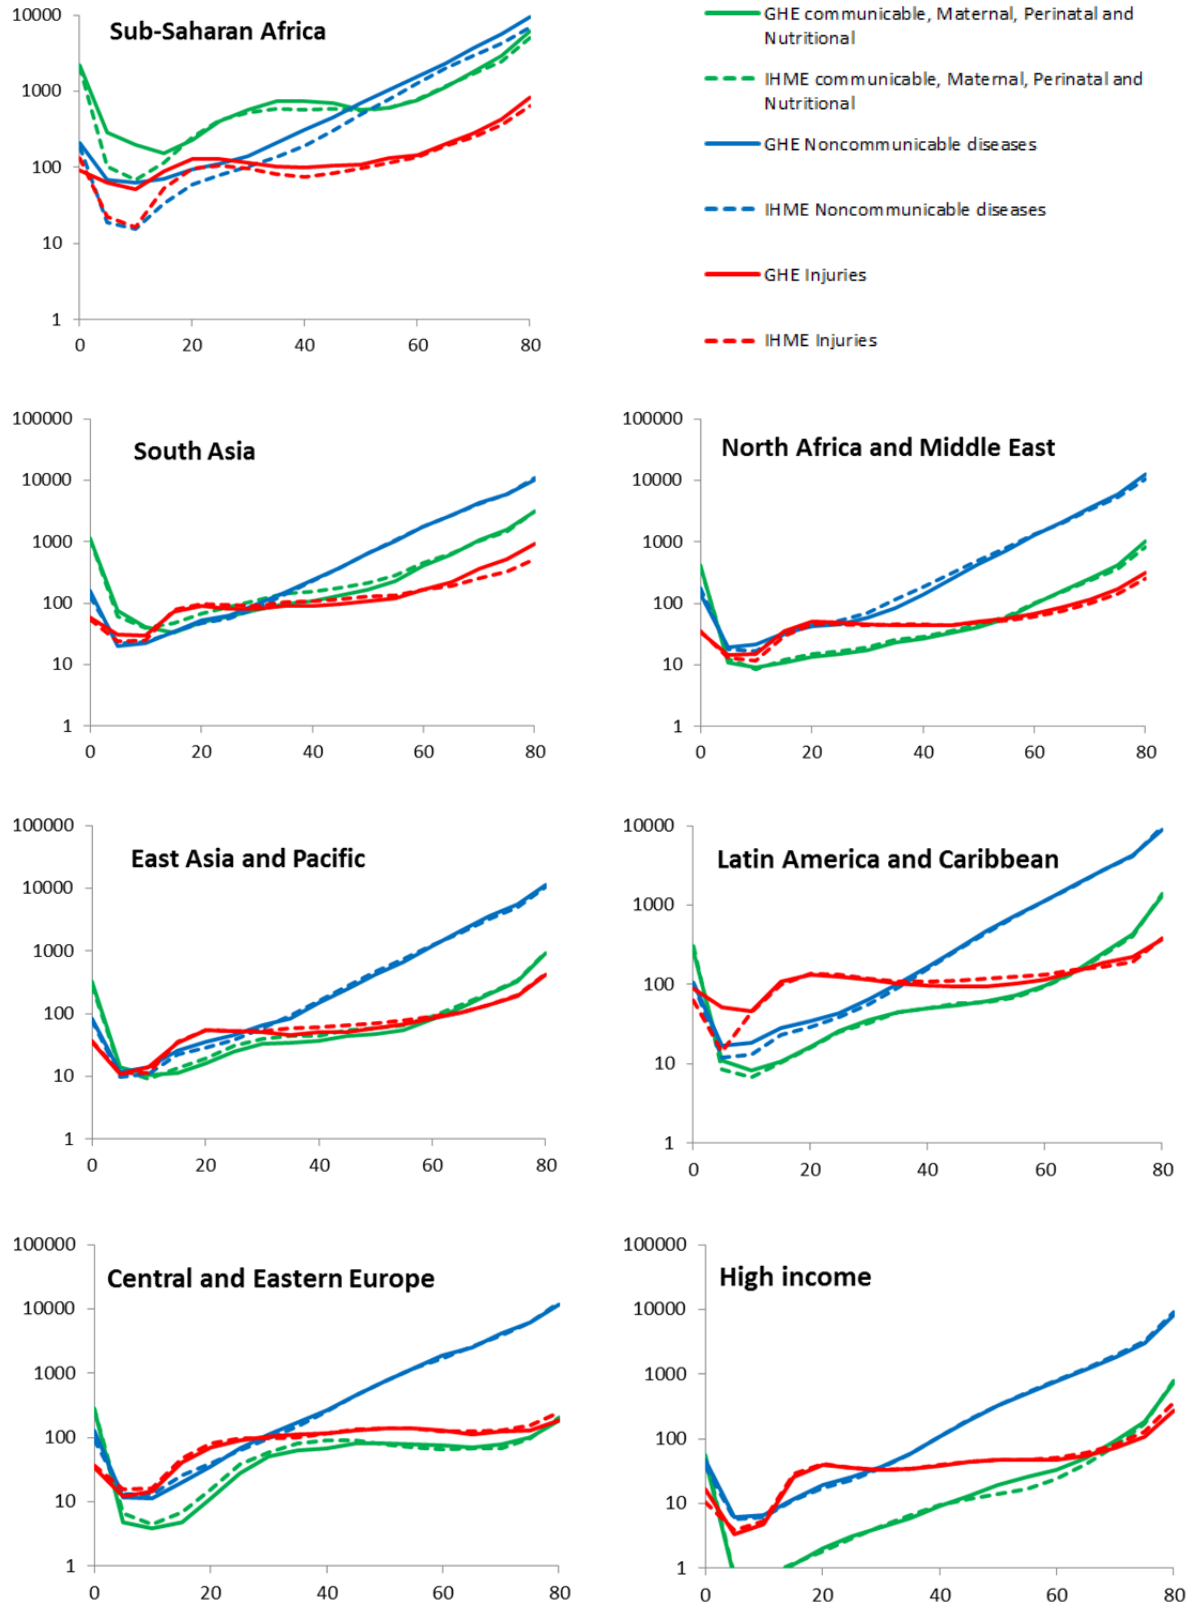 Sub-Saharan Africa
10000
1000
100
10
1
0 20 40 60 80
GHE communicable, Maternal, Perinatal and
Nutritional
IHME communicable, Maternal, Perinatal and
Nutritional
GHE Noncommunicable diseases
IHME Noncommunicable diseases
GHE Injuries
IHME Injuries
South Asia
100000
10000
1000
100
10
1
0 20 40 60 80
North Africa and Middle East
100000
10000
1000
100
10
1
0 20 40 60 80
East Asia and Pacific
100000
10000
1000
100
10
1
0 20 40 60 80
Latin America and Caribbean
10000
1000
100
10
1
0 20 40 60 80
Central and Eastern Europe
100000
10000
1000
100
10
1
0 20 40 60 80
High income
100000
10000
1000
100
10
1
0 20 40 60 80